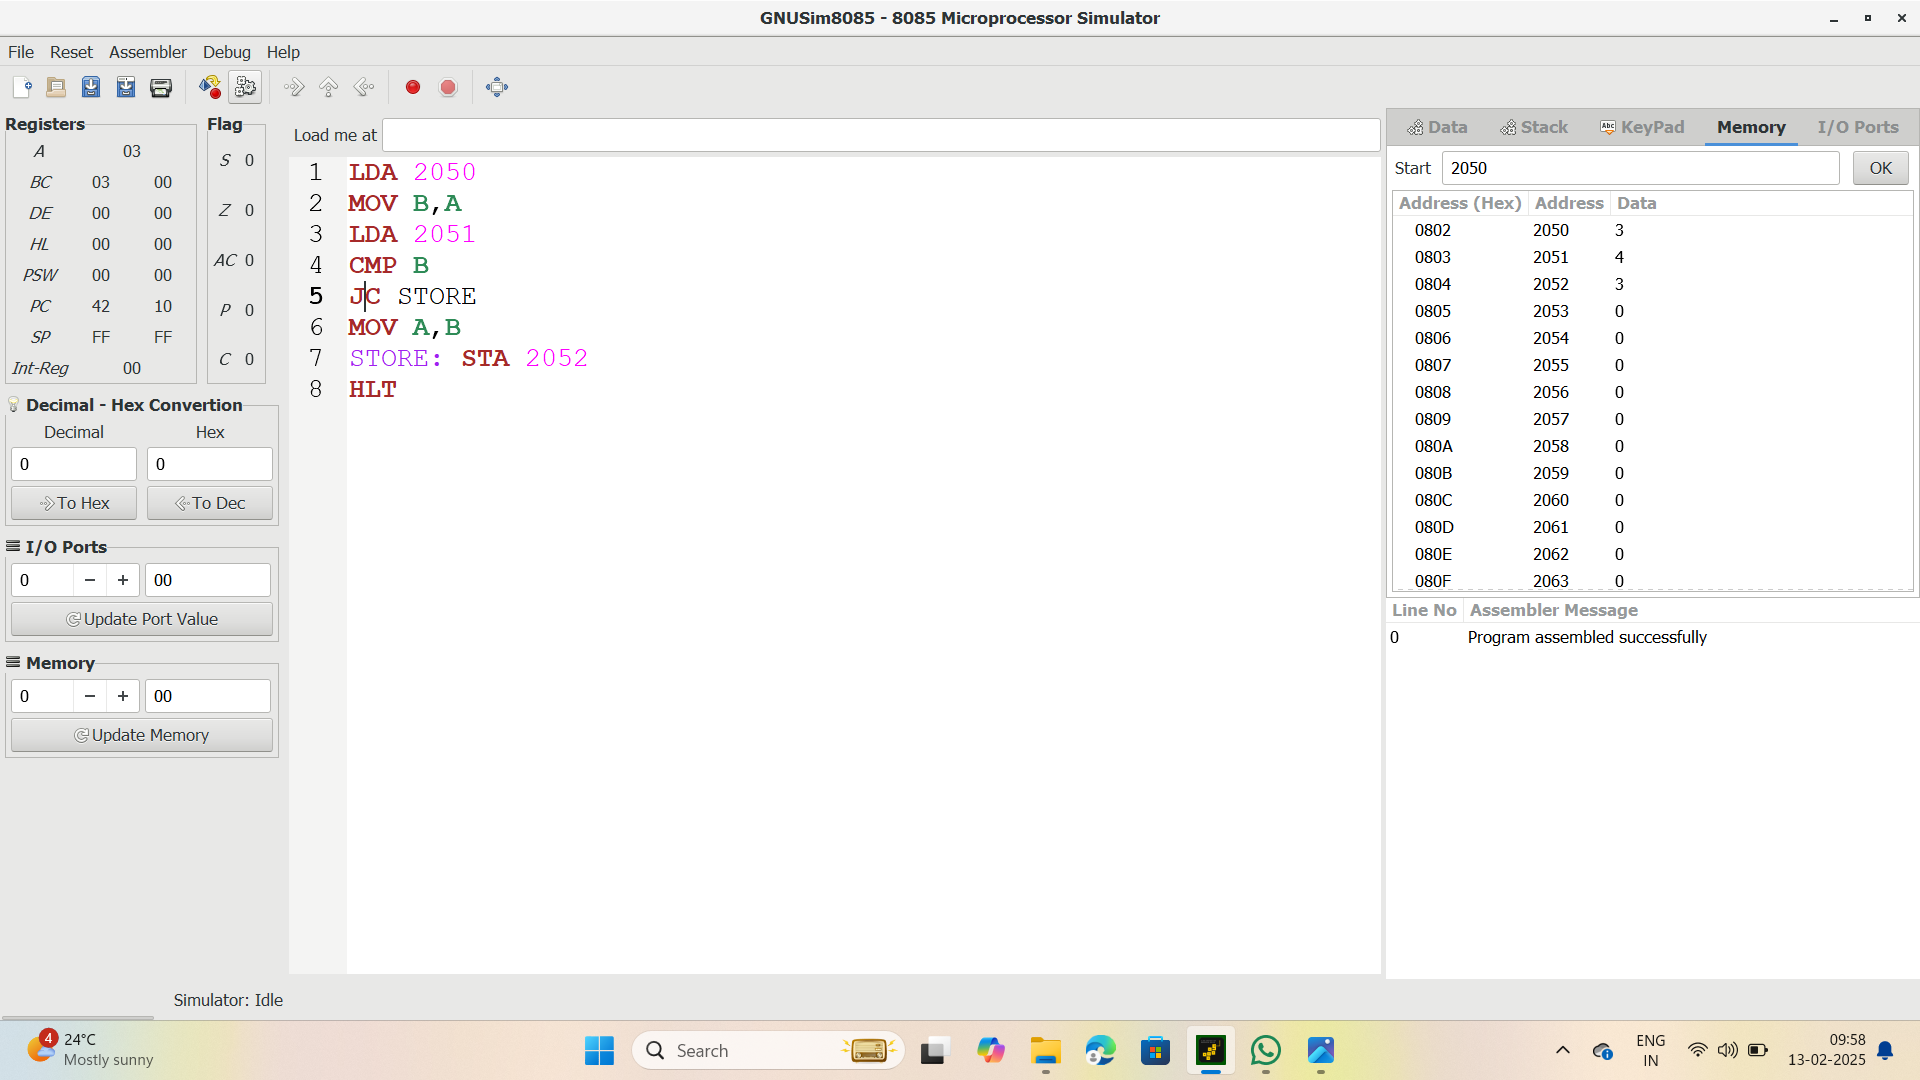 GNUSim8085 - 8085 Microprocessor Simulator
File Reset Assembler Debug Help
Registers
A 03
BC 03 00
DE 00 00
HL 00 00
PSW 00 00
PC 42 10
SP FF FF
Int-Reg 00
Flag
S 0
Z 0
AC 0
P 0
C 0
Decimal - Hex Convertion
Decimal Hex
0 0
To Hex To Dec
I/O Ports
0 − + 00
Update Port Value
Memory
0 − + 00
Update Memory
Load me at
1 LDA 2050
2 MOV B,A
3 LDA 2051
4 CMP B
5 JC STORE
6 MOV A,B
7 STORE: STA 2052
8 HLT
Data Stack Abc KeyPad Memory I/O Ports
Start 2050 OK
Address (Hex) Address Data
0802 2050 3
0803 2051 4
0804 2052 3
0805 2053 0
0806 2054 0
0807 2055 0
0808 2056 0
0809 2057 0
080A 2058 0
080B 2059 0
080C 2060 0
080D 2061 0
080E 2062 0
080F 2063 0
Line No Assembler Message
0 Program assembled successfully
Simulator: Idle
4 24°C
Mostly sunny
Search
ENG
IN
09:58
13-02-2025